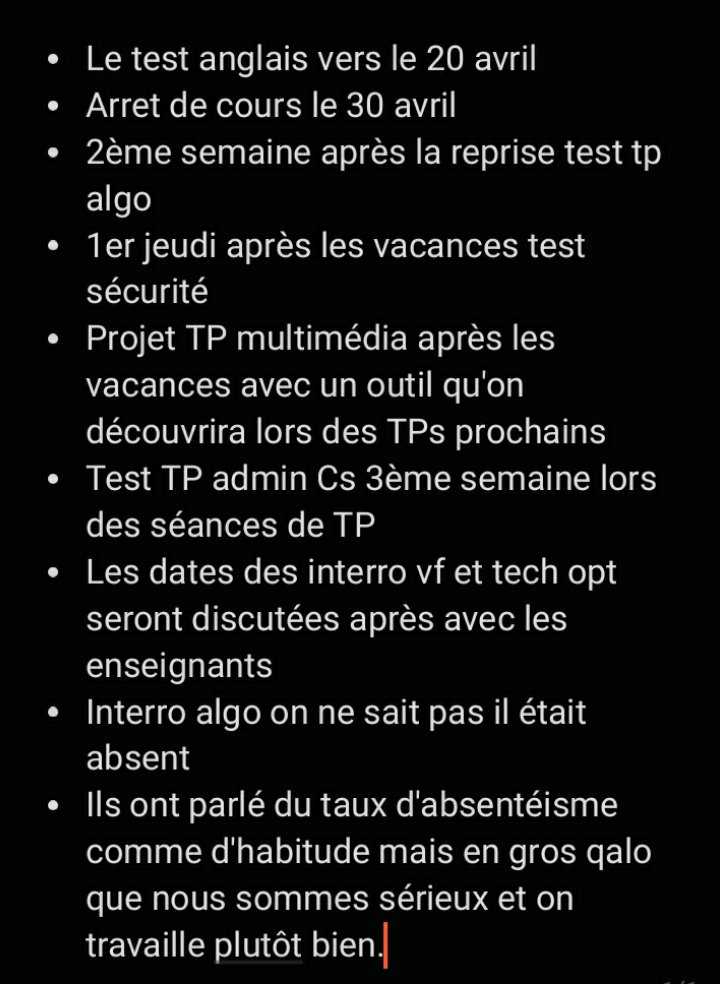 • Le test anglais vers le 20 avril
• Arret de cours le 30 avril
• 2ème semaine après la reprise test tp
algo
• 1er jeudi après les vacances test
sécurité
• Projet TP multimédia après les
vacances avec un outil qu'on
découvrira lors des TPs prochains
• Test TP admin Cs 3ème semaine lors
des séances de TP
• Les dates des interro vf et tech opt
seront discutées après avec les
enseignants
• Interro algo on ne sait pas il était
absent
• Ils ont parlé du taux d'absentéisme
comme d'habitude mais en gros qalo
que nous sommes sérieux et on
travaille plutôt bien.